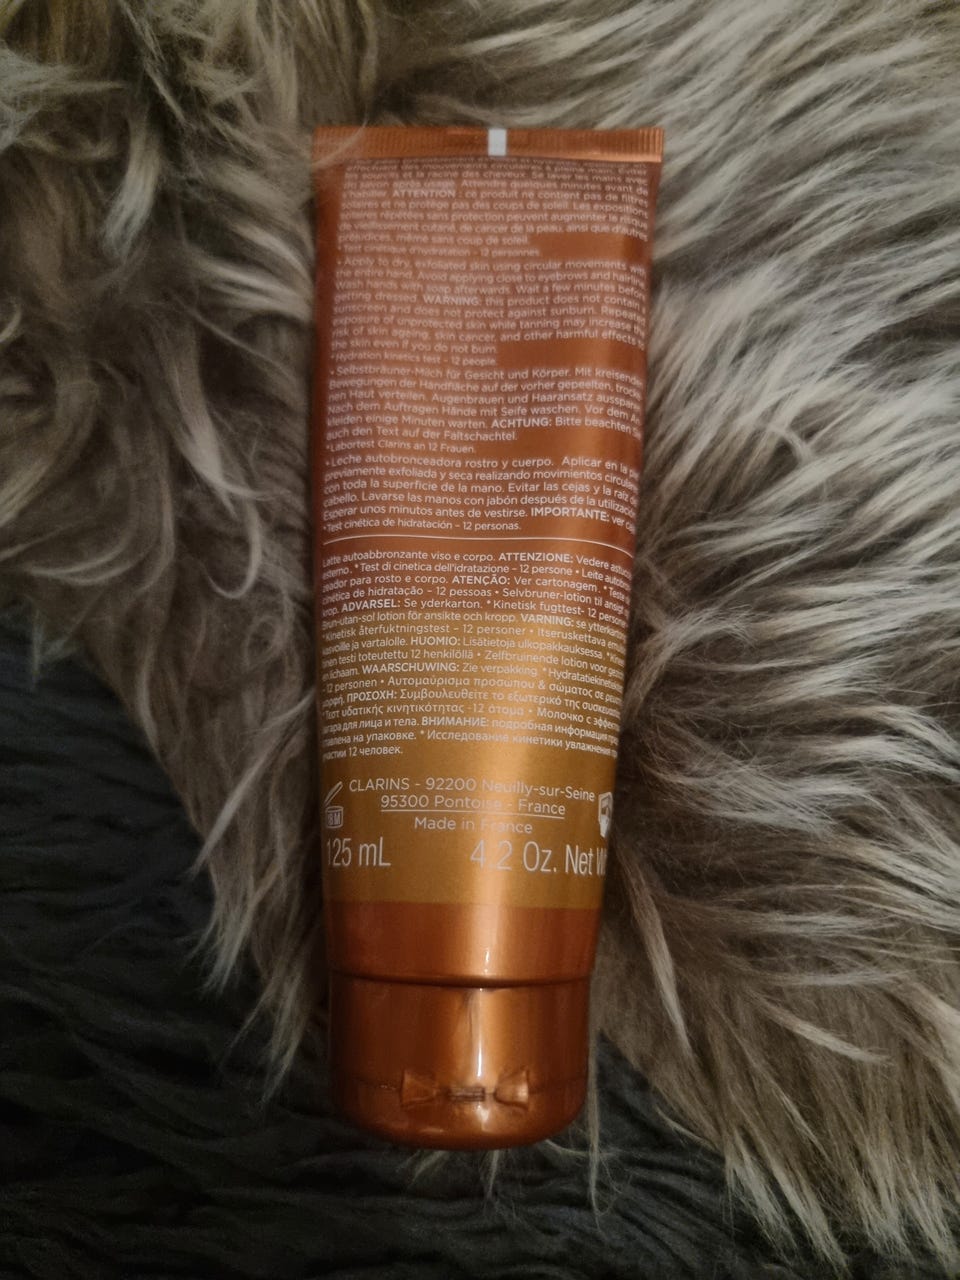 et la racine des cheveux. Se laver les mains
au savon après usage. Attendre quelques minutes avant de
s'habiller. ATTENTION : ce produit ne contient pas de filtres
solaires et ne protège pas des coups de soleil. Les expositions
solaires répétées sans protection peuvent augmenter le risque
de vieillissement cutané, de cancer de la peau, ainsi que d'autres
préjudices, même sans coup de soleil.
*Test cinétique d'hydratation - 12 personnes.
• Apply to dry, exfoliated skin using circular movements with
the entire hand. Avoid applying close to eyebrows and hairline.
Wash hands with soap afterwards. Wait a few minutes before
getting dressed. WARNING: this product does not contain
sunscreen and does not protect against sunburn. Repeated
exposure of unprotected skin while tanning may increase the
risk of skin ageing, skin cancer, and other harmful effects to
the skin even if you do not burn.
*Hydration kinetics test - 12 people.
• Selbstbräuner-Milch für Gesicht und Körper. Mit kreisenden
Bewegungen der Handfläche auf der vorher gepeelten, trocke-
nen Haut verteilen. Augenbrauen und Haaransatz aussparen.
Nach dem Auftragen Hände mit Seife waschen. Vor dem An-
kleiden einige Minuten warten. ACHTUNG: Bitte beachten Sie
auch den Text auf der Faltschachtel.
*Labortest Clarins an 12 Frauen.
• Leche autobronceadora rostro y cuerpo. Aplicar en la
previamente exfoliada y seca realizando movimientos circulares
con toda la superficie de la mano. Evitar las cejas y la raíz del
cabello. Lavarse las manos con jabón después de la utilización.
Esperar unos minutos antes de vestirse. IMPORTANTE: ver
*Test cinética de hidratación - 12 personas.
Latte autoabbronzante viso e corpo. ATTENZIONE: Vedere astuccio
esterno. *Test di cinetica dell'idratazione - 12 persone • Leite
zeador para rosto e corpo. ATENÇÃO: Ver cartonagem. *Teste de
cinética de hidratação - 12 pessoas • Selvbruner-lotion til ansigt og
krop. ADVARSEL: Se yderkarton. *Kinetisk fugttest- 12 personer
Brun-utan-sol lotion för ansikte och kropp. VARNING: se ytterkartong.
*Kinetisk återfuktningstest - 12 personer • Itseruskettava
kasvoille ja vartalolle. HUOMIO: Lisätietoja ulkopakkauksessa.
nen testi toteutettu 12 henkilöllä • Zelfbruinende lotion voor gezicht
en lichaam. WAARSCHUWING: Zie verpakking. *Hydratatiekinetiek
- 12 personen • Αυτομαύρισμα προσώπου & σώματος σε
μορφή. ΠΡΟΣΟΧΗ: Συμβουλευθείτε το εξωτερικό της συσκευασίας.
*Τεστ υδατικής κινητικότητας -12 άτομα • Молочко с эффектом
загара для лица и тела. ВНИМАНИЕ: подробная информация
на упаковке. *Исследование кинетики увлажнения
участии 12 человек.
CLARINS - 92200 Neuilly-sur-Seine
95300 Pontoise - France
18 M
Made in France
125 mL 4.2 Oz. Net